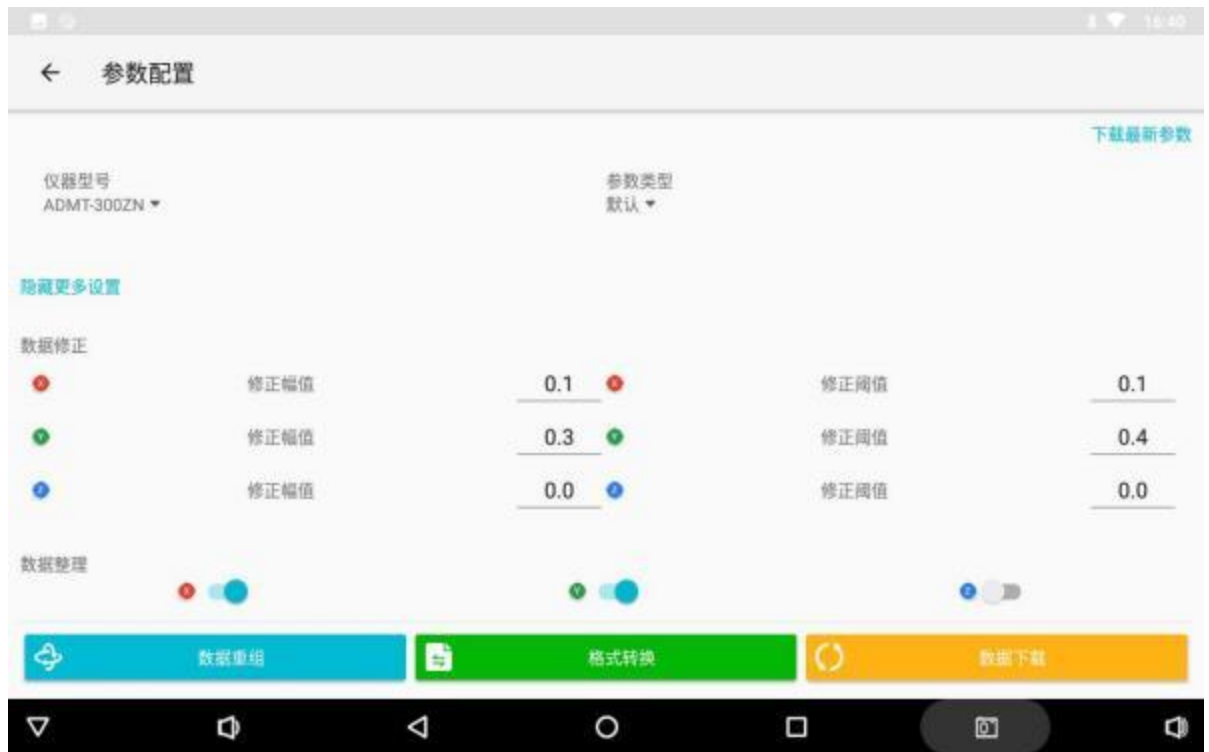 16:40
参数配置
下载最新参数
仪器型号
参数类型
ADMT-300ZN
默认
隐藏更多设置
数据修正
X 修正幅值 0.1 X 修正阈值 0.1
Y 修正幅值 0.3 Y 修正阈值 0.4
Z 修正幅值 0.0 Z 修正阈值 0.0
数据整理
X Y Z
数据重组 格式转换 数据下载